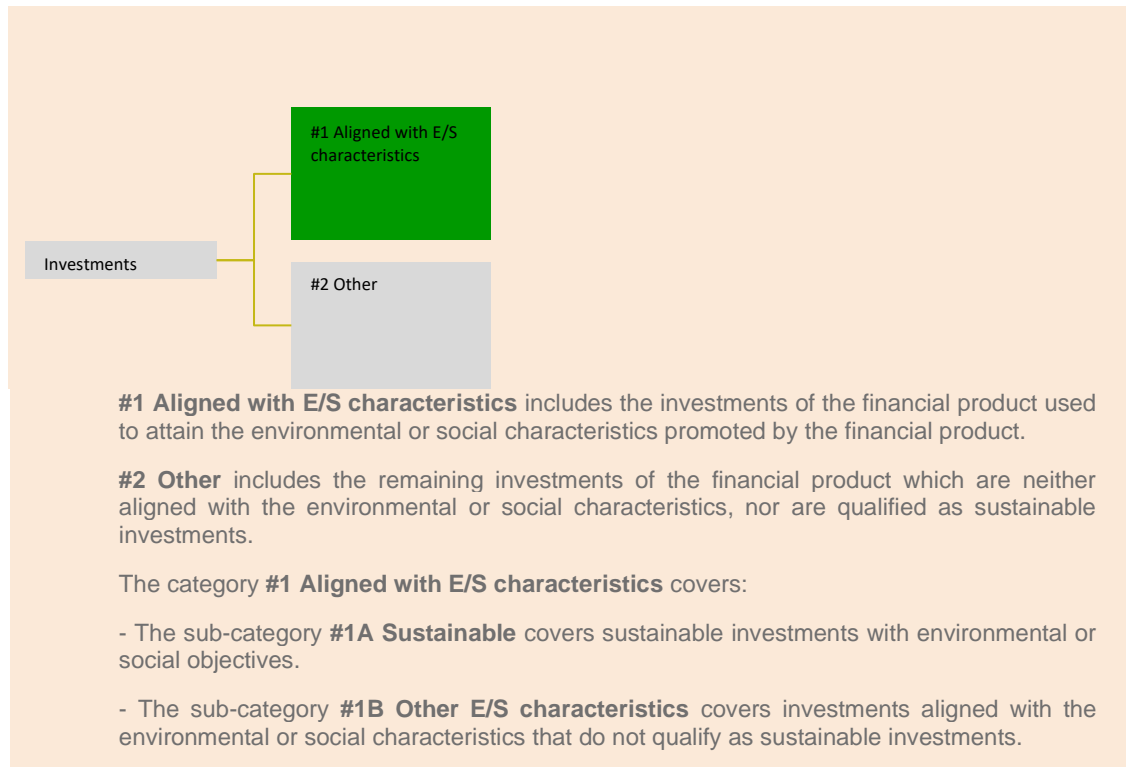 #1 Aligned with E/S
characteristics
Investments
#2 Other
#1 Aligned with E/S characteristics includes the investments of the financial product used
to attain the environmental or social characteristics promoted by the financial product.
#2 Other includes the remaining investments of the financial product which are neither
aligned with the environmental or social characteristics, nor are qualified as sustainable
investments.
The category #1 Aligned with E/S characteristics covers:
- The sub-category #1A Sustainable covers sustainable investments with environmental or
social objectives.
- The sub-category #1B Other E/S characteristics covers investments aligned with the
environmental or social characteristics that do not qualify as sustainable investments.